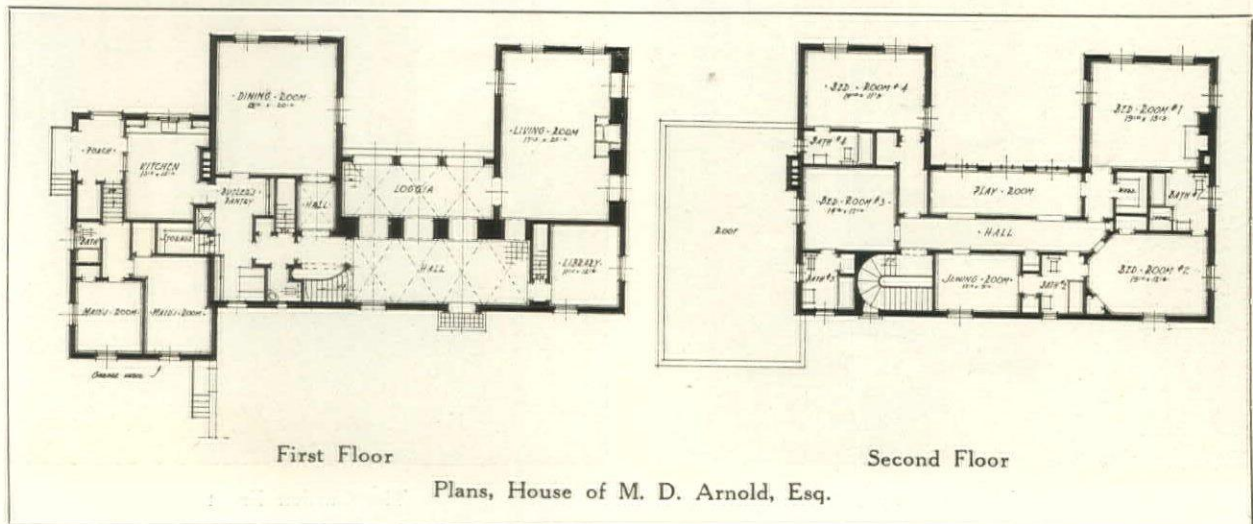 · DINING · ROOM ·
· LIVING · ROOM
· PORCH ·
KITCHEN
BUTLER'S
PANTRY
HALL
LOGGIA
BATH
STORAGE
HALL
· LIBRARY ·
MAID'S · ROOM
MAID'S · ROOM
First Floor
· BED · ROOM # 4 ·
BED · ROOM # 1
BATH # 4
PLAY · ROOM
BATH # 1
· BED · ROOM # 3 ·
ROOF
· HALL ·
BATH # 3
SEWING · ROOM
BATH # 2
BED · ROOM # 2
Second Floor
Plans, House of M. D. Arnold, Esq.